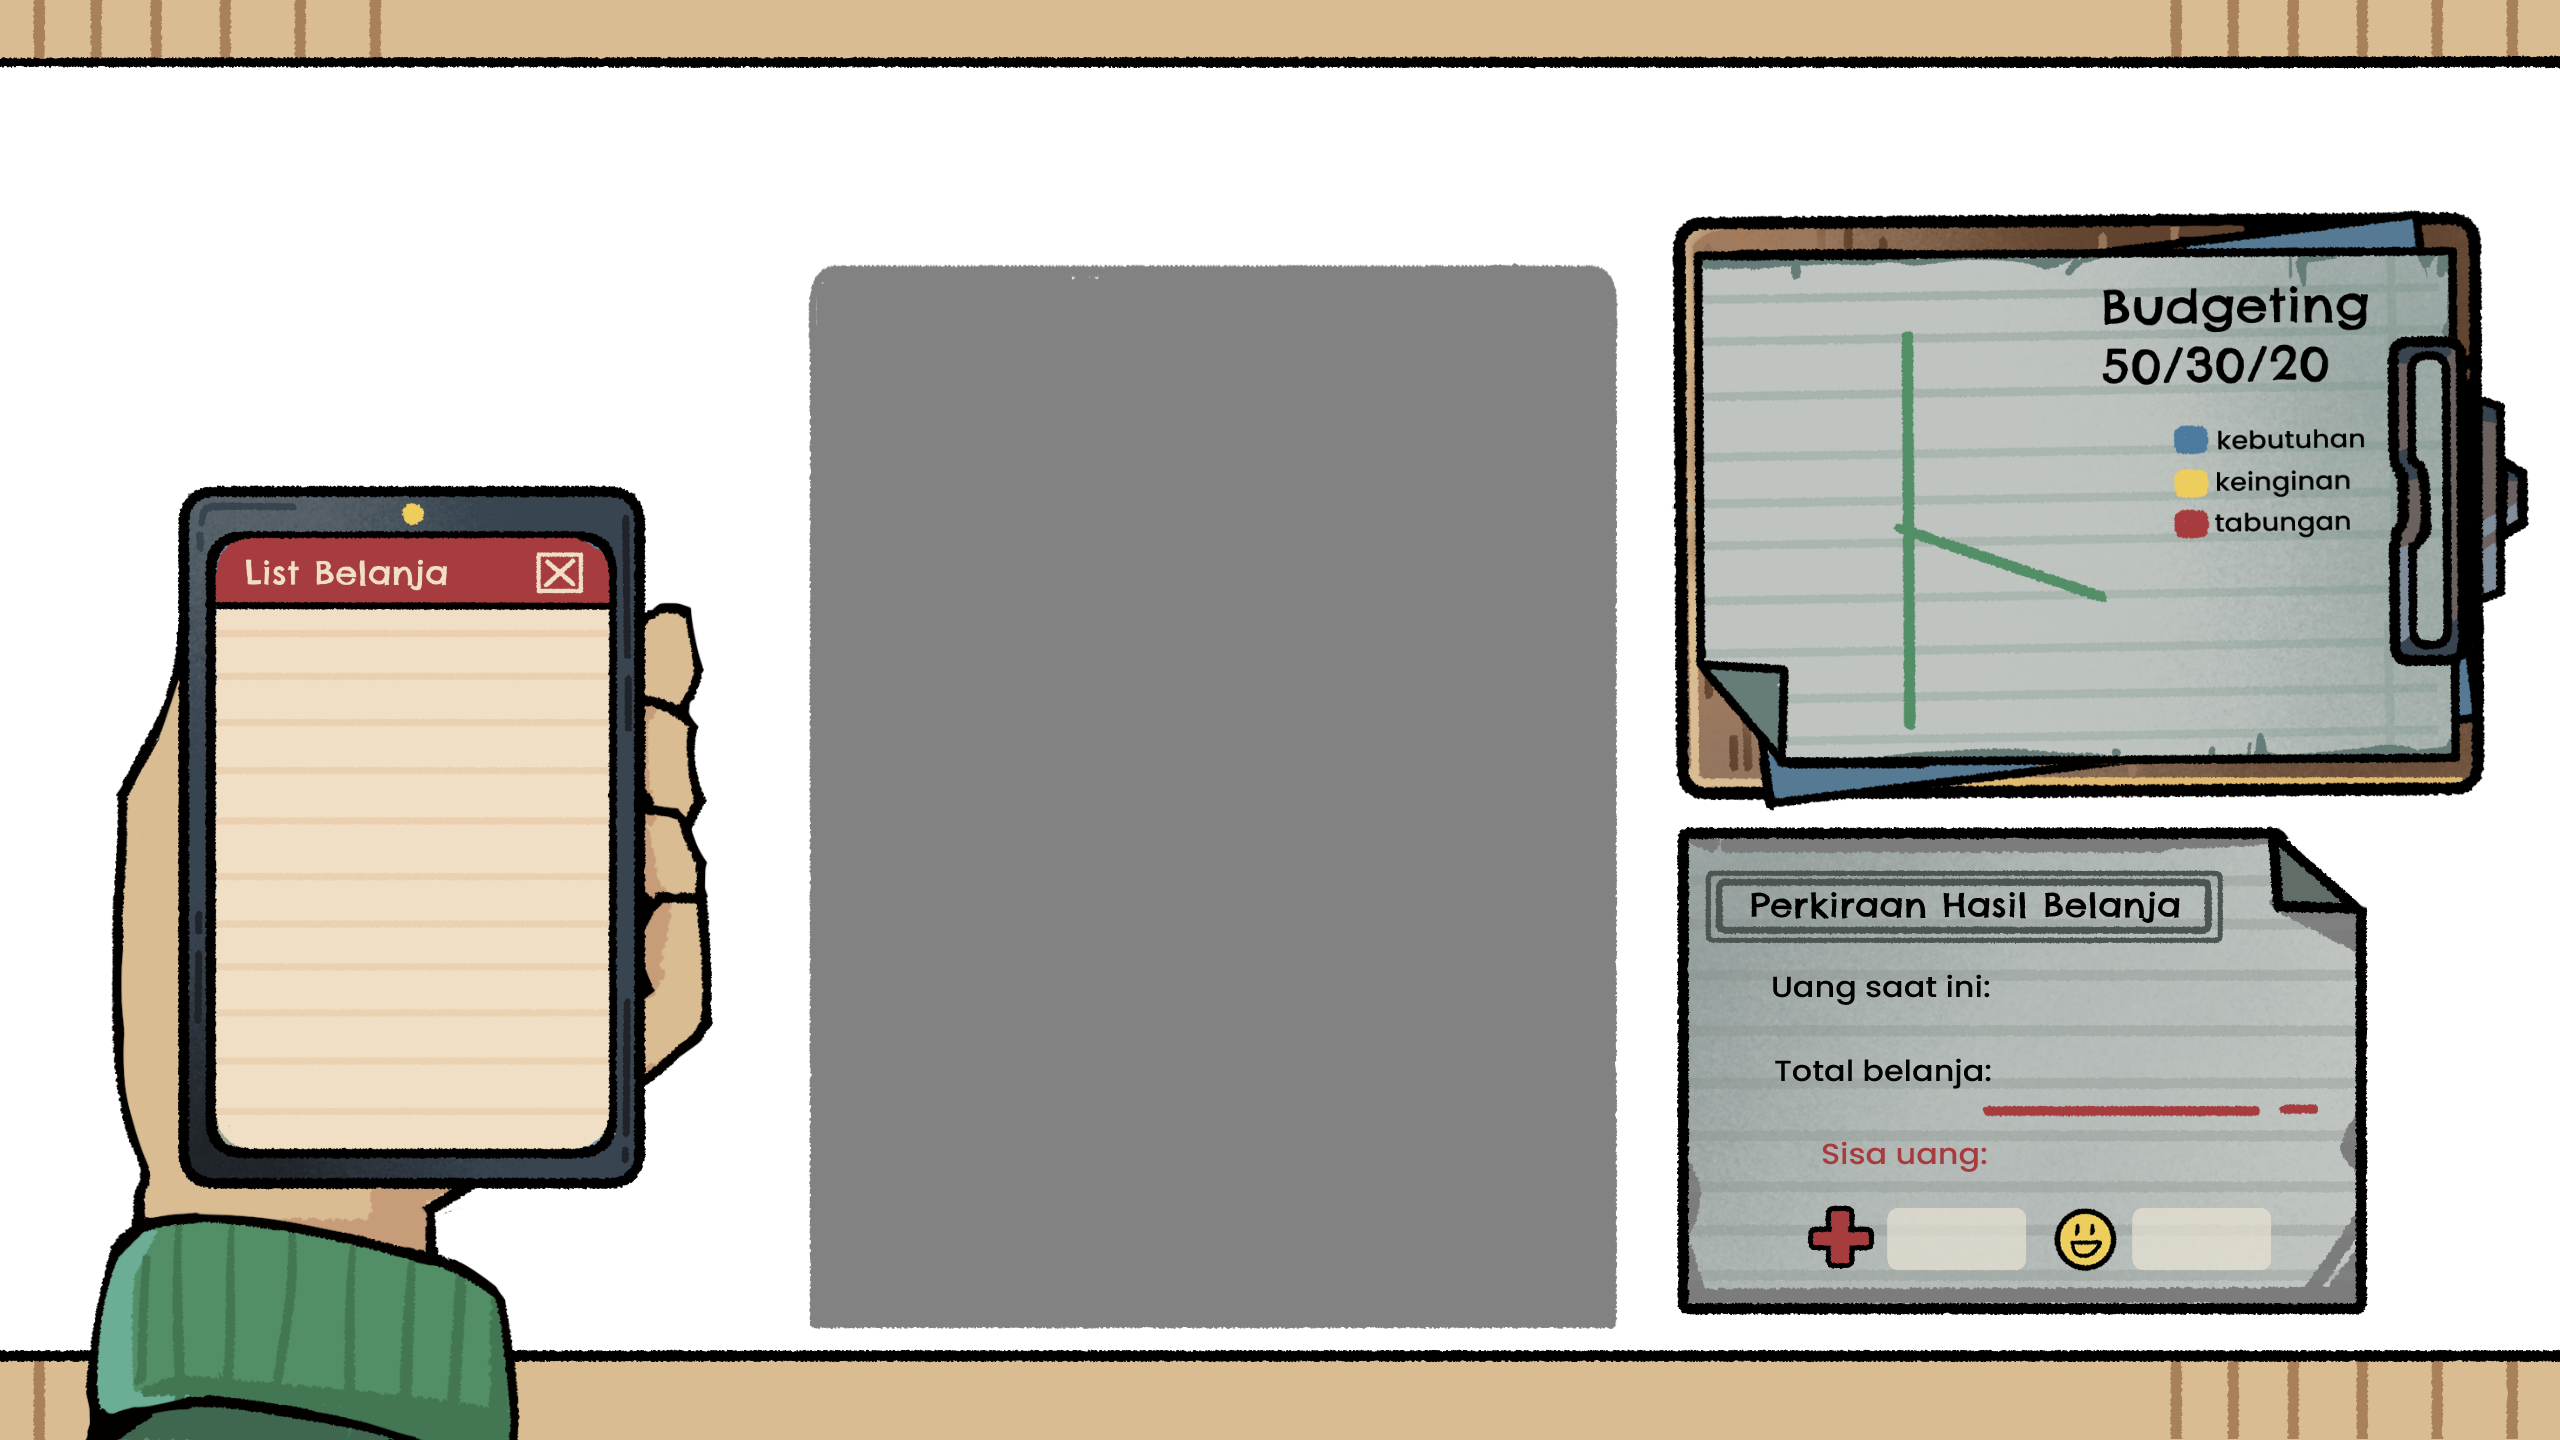 List Belanja
Budgeting
50/30/20
kebutuhan
keinginan
tabungan
Perkiraan Hasil Belanja
Uang saat ini:
Total belanja:
Sisa uang: